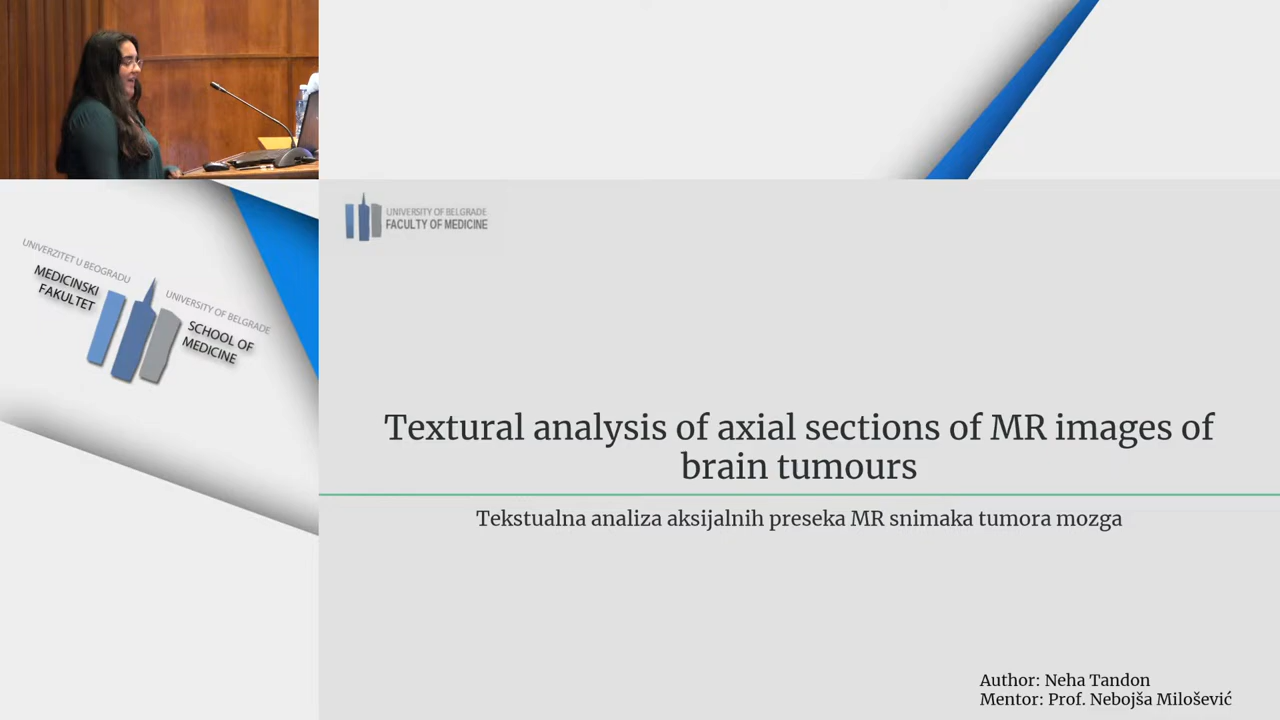 UNIVERZITET U BEOGRADU
MEDICINSKI
FAKULTET
UNIVERSITY OF BELGRADE
SCHOOL OF
MEDICINE
UNIVERSITY OF BELGRADE
FACULTY OF MEDICINE
Textural analysis of axial sections of MR images of
brain tumours
Tekstualna analiza aksijalnih preseka MR snimaka tumora mozga
Author: Neha Tandon
Mentor: Prof. Nebojša Milošević